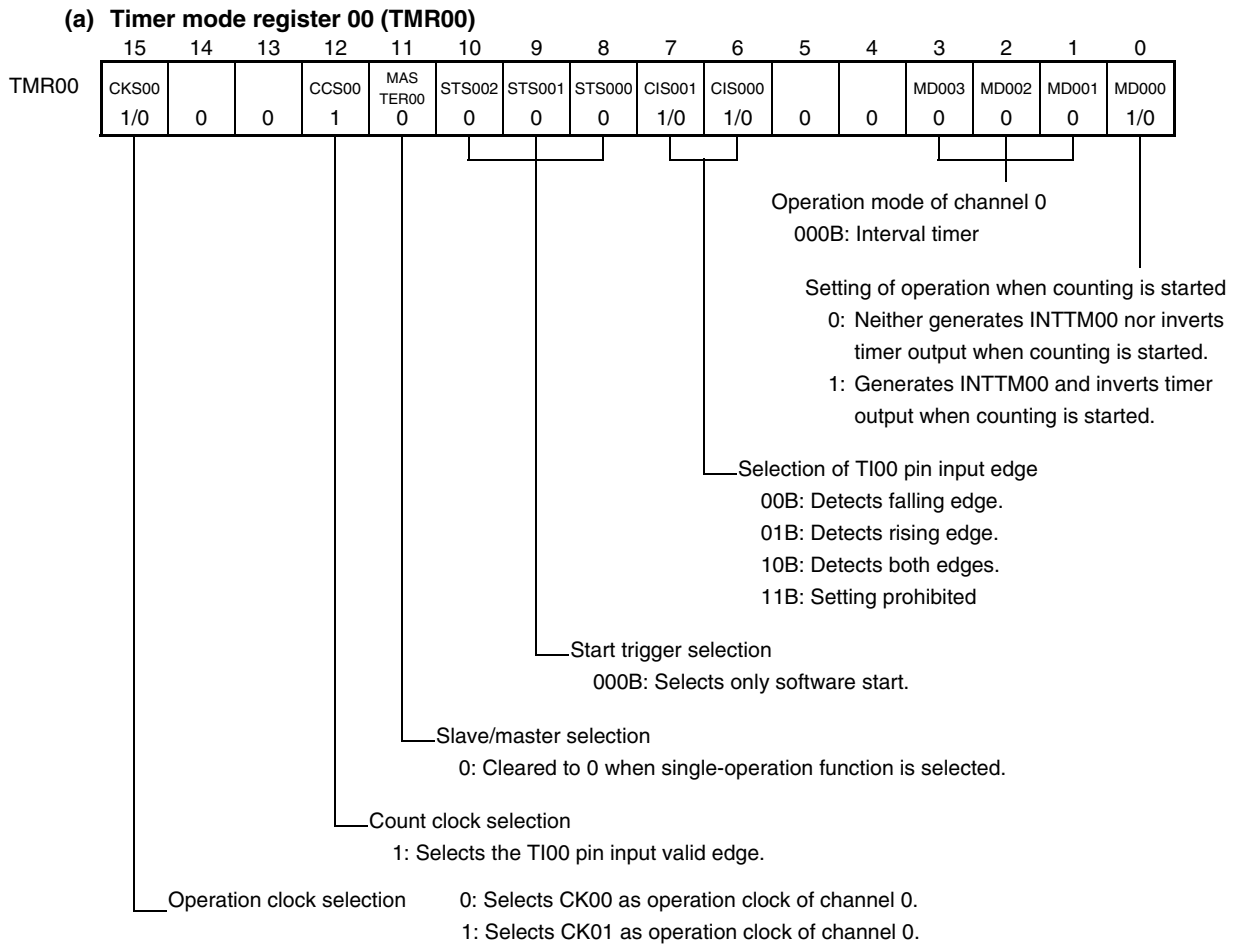 (a) Timer mode register 00 (TMR00)
15 14 13 12 11 10 9 8 7 6 5 4 3 2 1 0
TMR00 CKS00 CCS00 MAS TER00 STS002 STS001 STS000 CIS001 CIS000 MD003 MD002 MD001 MD000
1/0 0 0 1 0 0 0 0 1/0 1/0 0 0 0 0 0 1/0
Operation mode of channel 0
000B: Interval timer
Setting of operation when counting is started
0: Neither generates INTTM00 nor inverts
timer output when counting is started.
1: Generates INTTM00 and inverts timer
output when counting is started.
Selection of TI00 pin input edge
00B: Detects falling edge.
01B: Detects rising edge.
10B: Detects both edges.
11B: Setting prohibited
Start trigger selection
000B: Selects only software start.
Slave/master selection
0: Cleared to 0 when single-operation function is selected.
Count clock selection
1: Selects the TI00 pin input valid edge.
Operation clock selection 0: Selects CK00 as operation clock of channel 0.
1: Selects CK01 as operation clock of channel 0.